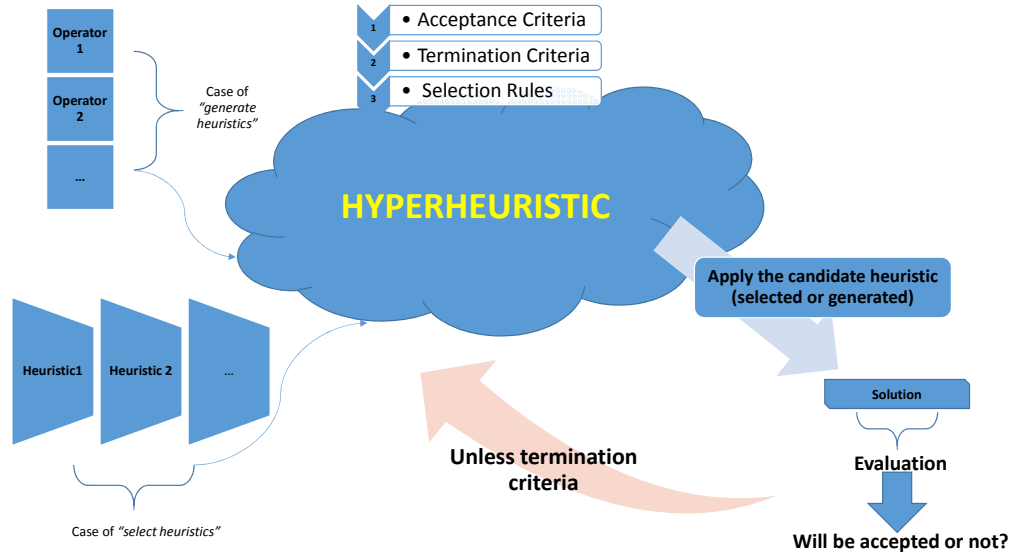 Operator
1
Operator
2
...
Case of
"generate
heuristics"
1
• Acceptance Criteria
2
• Termination Criteria
3
• Selection Rules
HYPERHEURISTIC
Apply the candidate heuristic
(selected or generated)
Heuristic1
Heuristic 2
...
Case of "select heuristics"
Unless termination
criteria
Solution
Evaluation
Will be accepted or not?